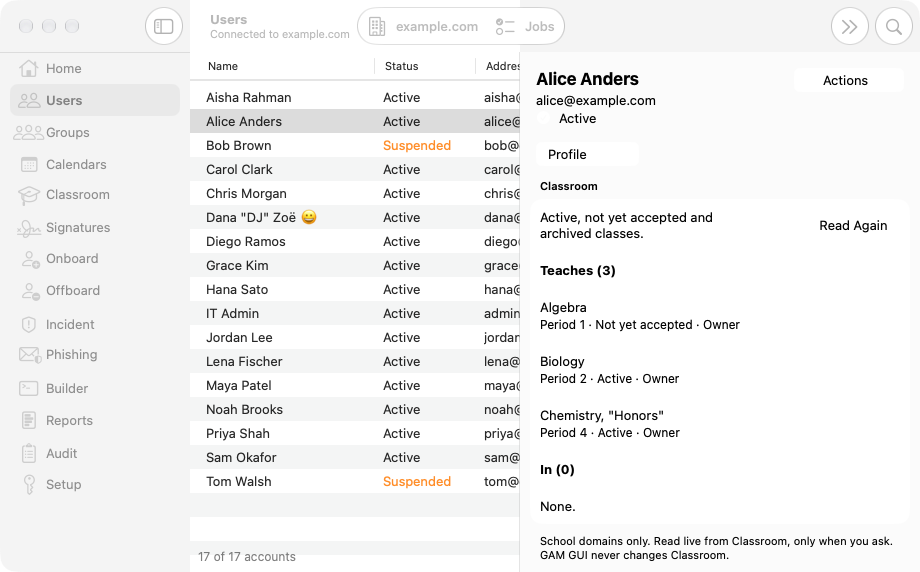 Users
Connected to example.com
example.com
Jobs
Home
Users
Groups
Calendars
Classroom
Signatures
Onboard
Offboard
Incident
Phishing
Builder
Reports
Audit
Setup
Name Status Addres
Aisha Rahman Active aisha@
Alice Anders Active alice@
Bob Brown Suspended bob@
Carol Clark Active carol@
Chris Morgan Active chris@
Dana "DJ" Zoë 😀 Active dana@
Diego Ramos Active diego
Grace Kim Active grace
Hana Sato Active hana@
IT Admin Active admin
Jordan Lee Active jordan
Lena Fischer Active lena@
Maya Patel Active maya@
Noah Brooks Active noah@
Priya Shah Active priya@
Sam Okafor Active sam@
Tom Walsh Suspended tom@
17 of 17 accounts
Alice Anders
Actions
alice@example.com
Active
Profile
Classroom
Active, not yet accepted and
archived classes.
Read Again
Teaches (3)
Algebra
Period 1 · Not yet accepted · Owner
Biology
Period 2 · Active · Owner
Chemistry, "Honors"
Period 4 · Active · Owner
In (0)
None.
School domains only. Read live from Classroom, only when you ask.
GAM GUI never changes Classroom.